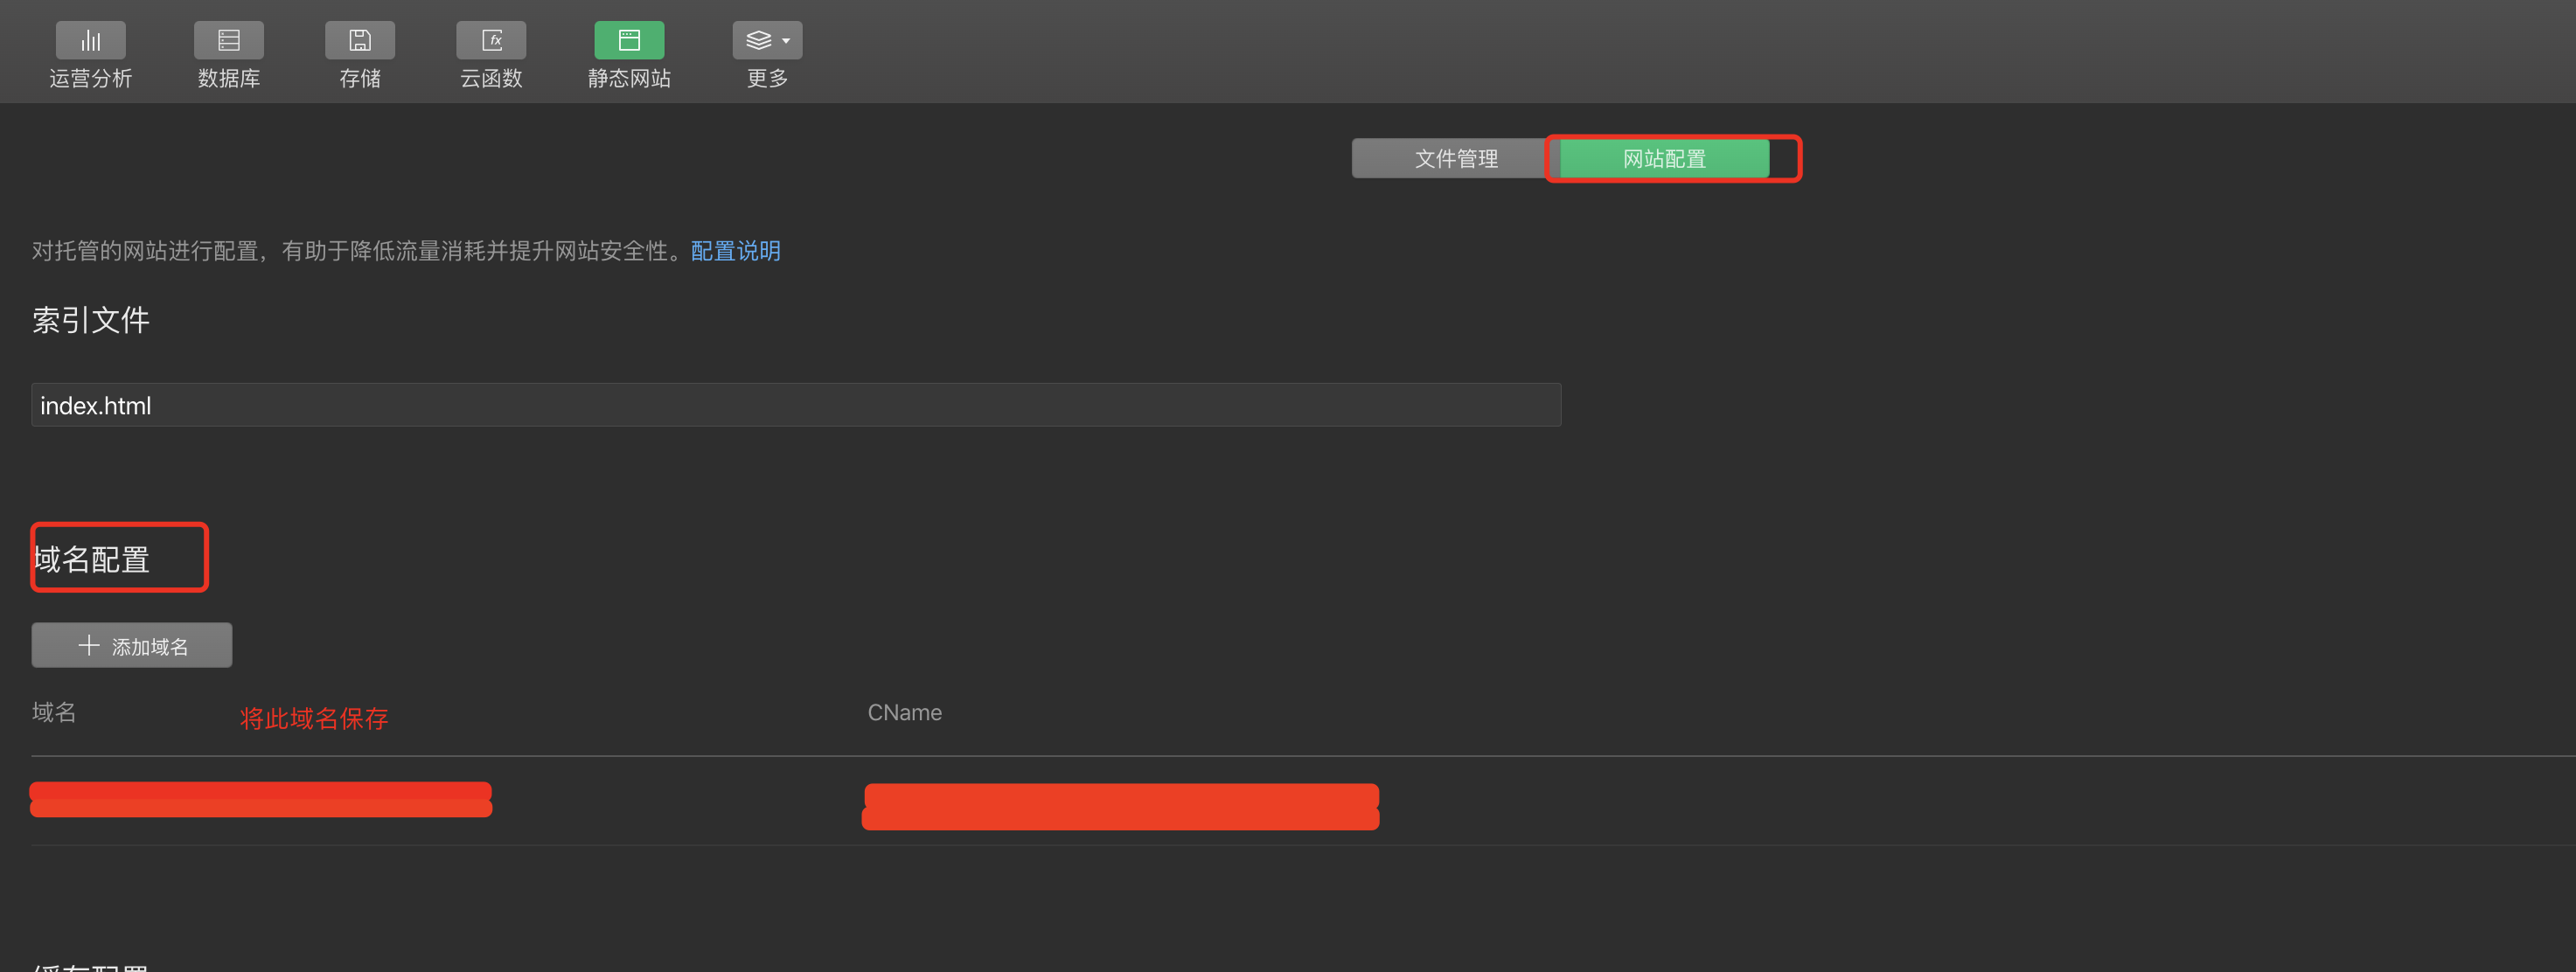 运营分析
数据库
存储
云函数
静态网站
更多
文件管理
网站配置
对托管的网站进行配置，有助于降低流量消耗并提升网站安全性。配置说明
索引文件
index.html
域名配置
添加域名
域名
将此域名保存
CName